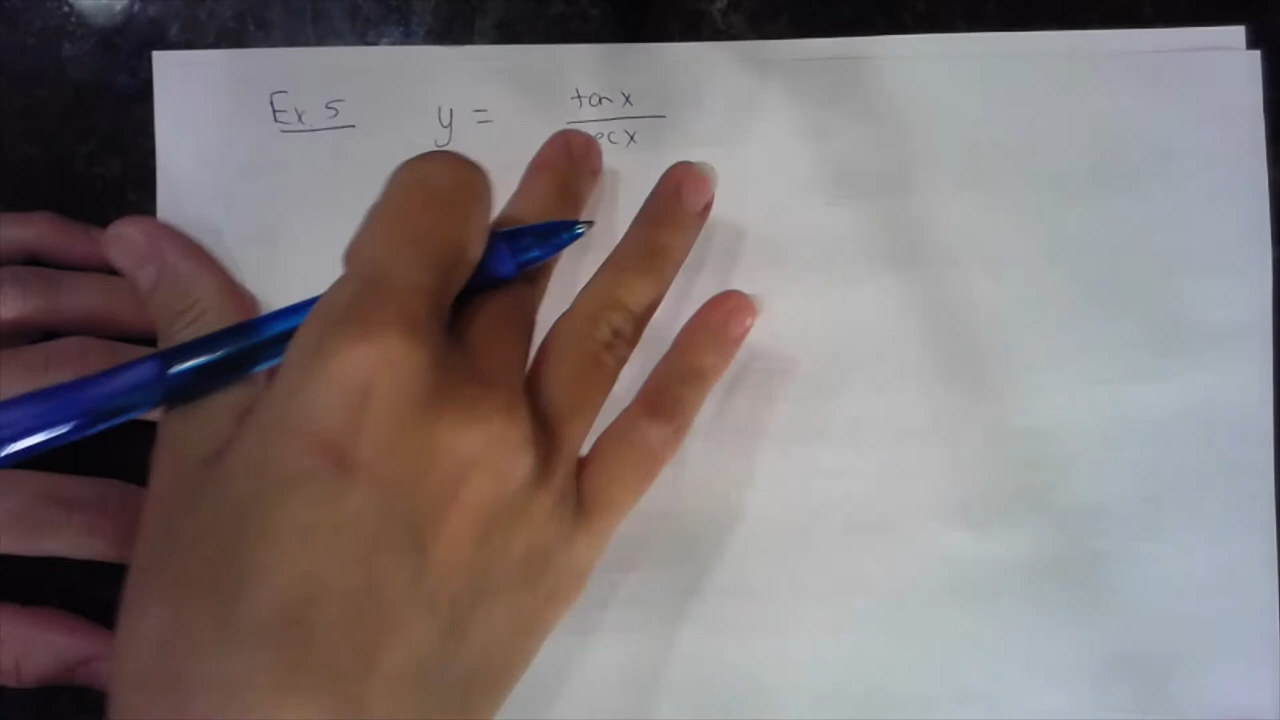 Ex. 5 y = tan x